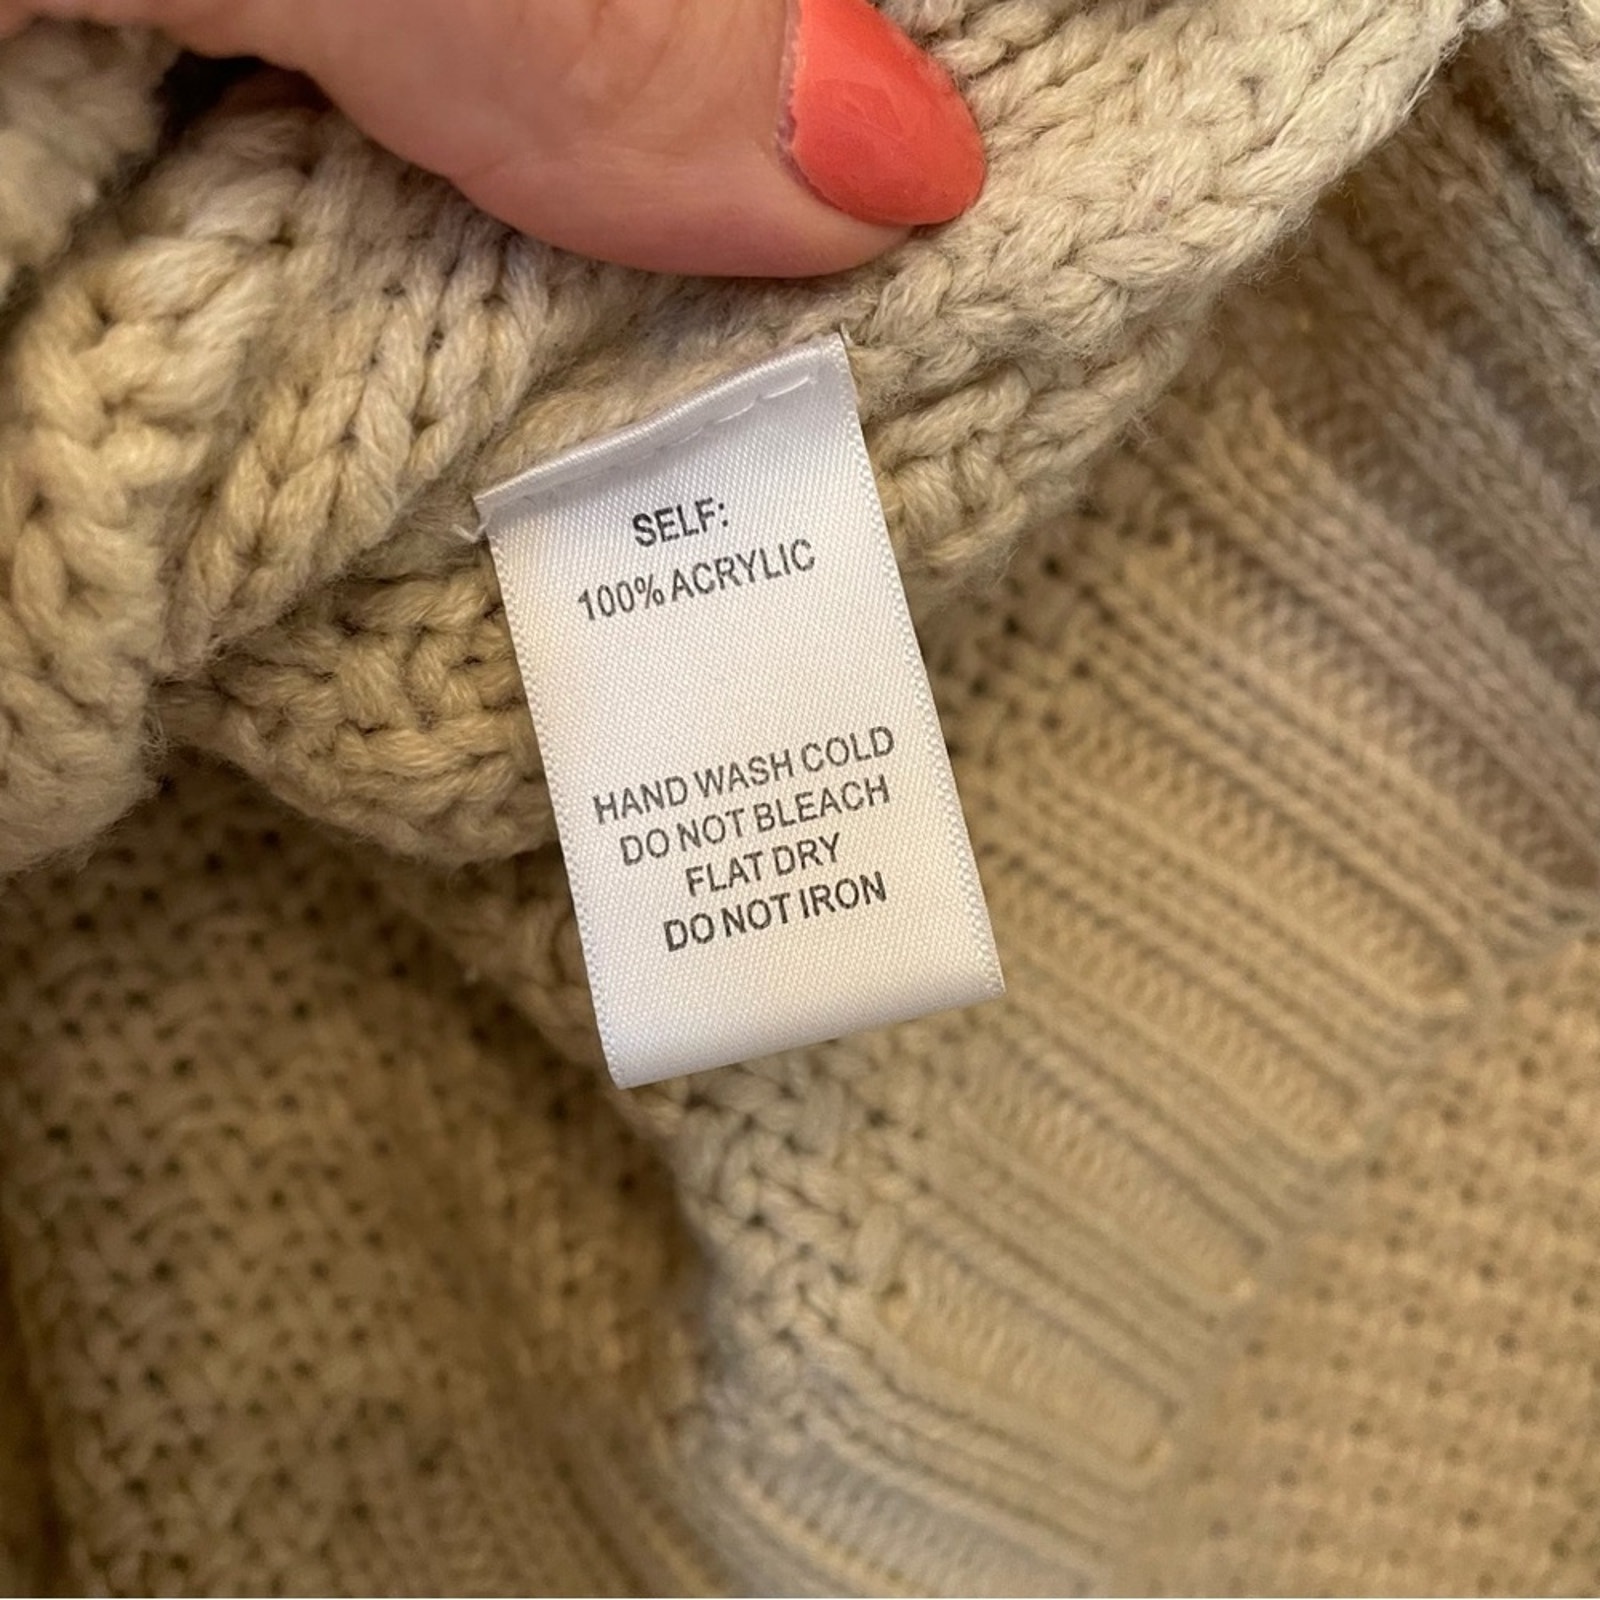 SELF:
100% ACRYLIC
HAND WASH COLD
DO NOT BLEACH
FLAT DRY
DO NOT IRON